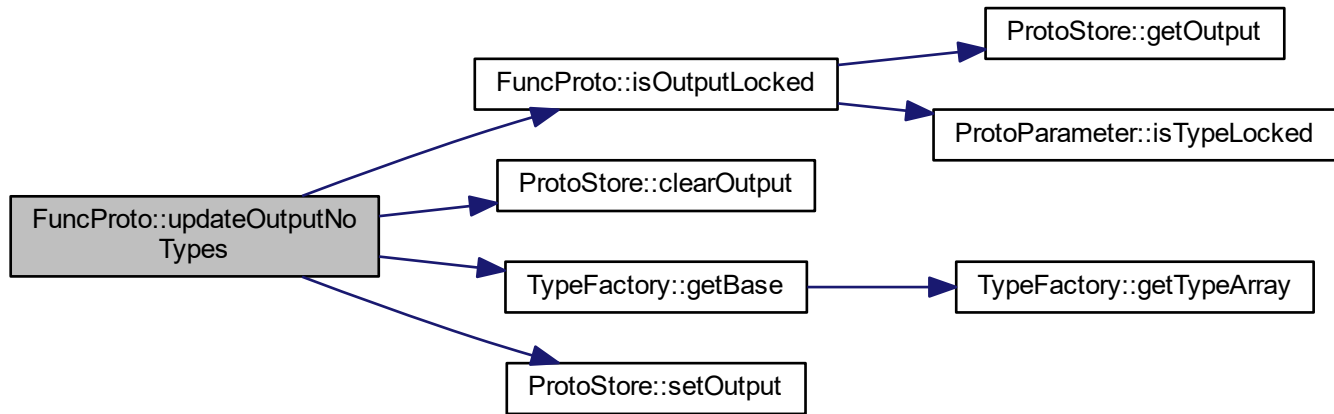 ProtoStore::getOutput
FuncProto::isOutputLocked
ProtoParameter::isTypeLocked
ProtoStore::clearOutput
FuncProto::updateOutputNo
Types
TypeFactory::getBase
TypeFactory::getTypeArray
ProtoStore::setOutput